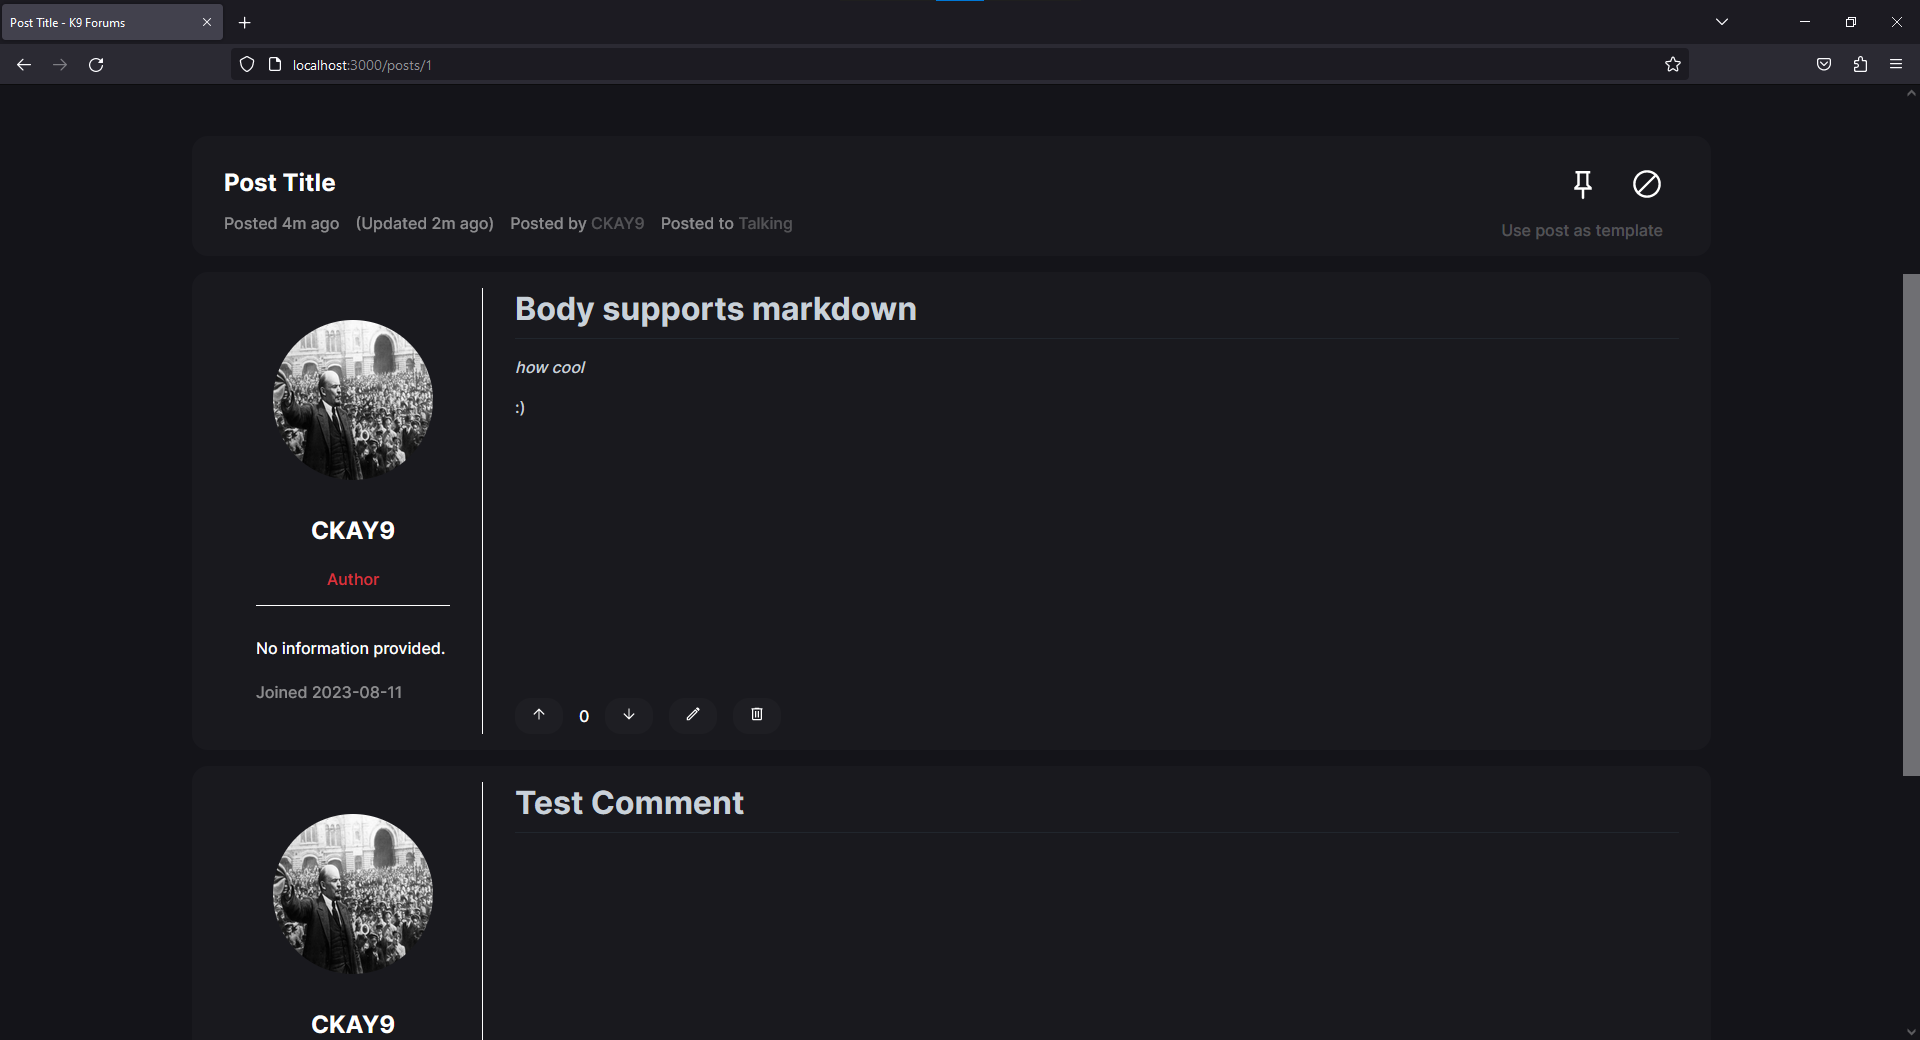 Post Title - K9 Forums
localhost:3000/posts/1
Post Title
Posted 4m ago (Updated 2m ago) Posted by CKAY9 Posted to Talking
Use post as template
Body supports markdown
how cool
:)
CKAY9
Author
No information provided.
Joined 2023-08-11
0
Test Comment
CKAY9